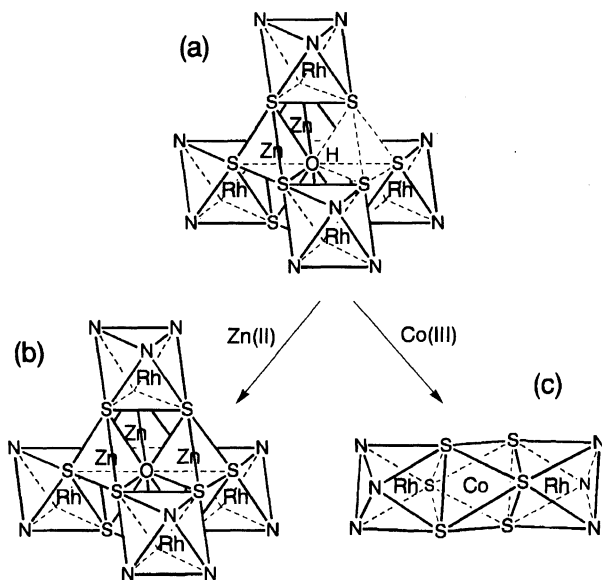 (a)
N N
N
Rh
S S
Zn
N S Zn O H S N
Rh S S S Rh
N N N
Rh
N N
Zn(II) Co(III)
(b) (c)
N N
N
Rh
S S
Zn
N S Zn O Zn S N
Rh S S Rh
N S N N
Rh
N N
N S S N
N Rh S Co S Rh N
N S S N